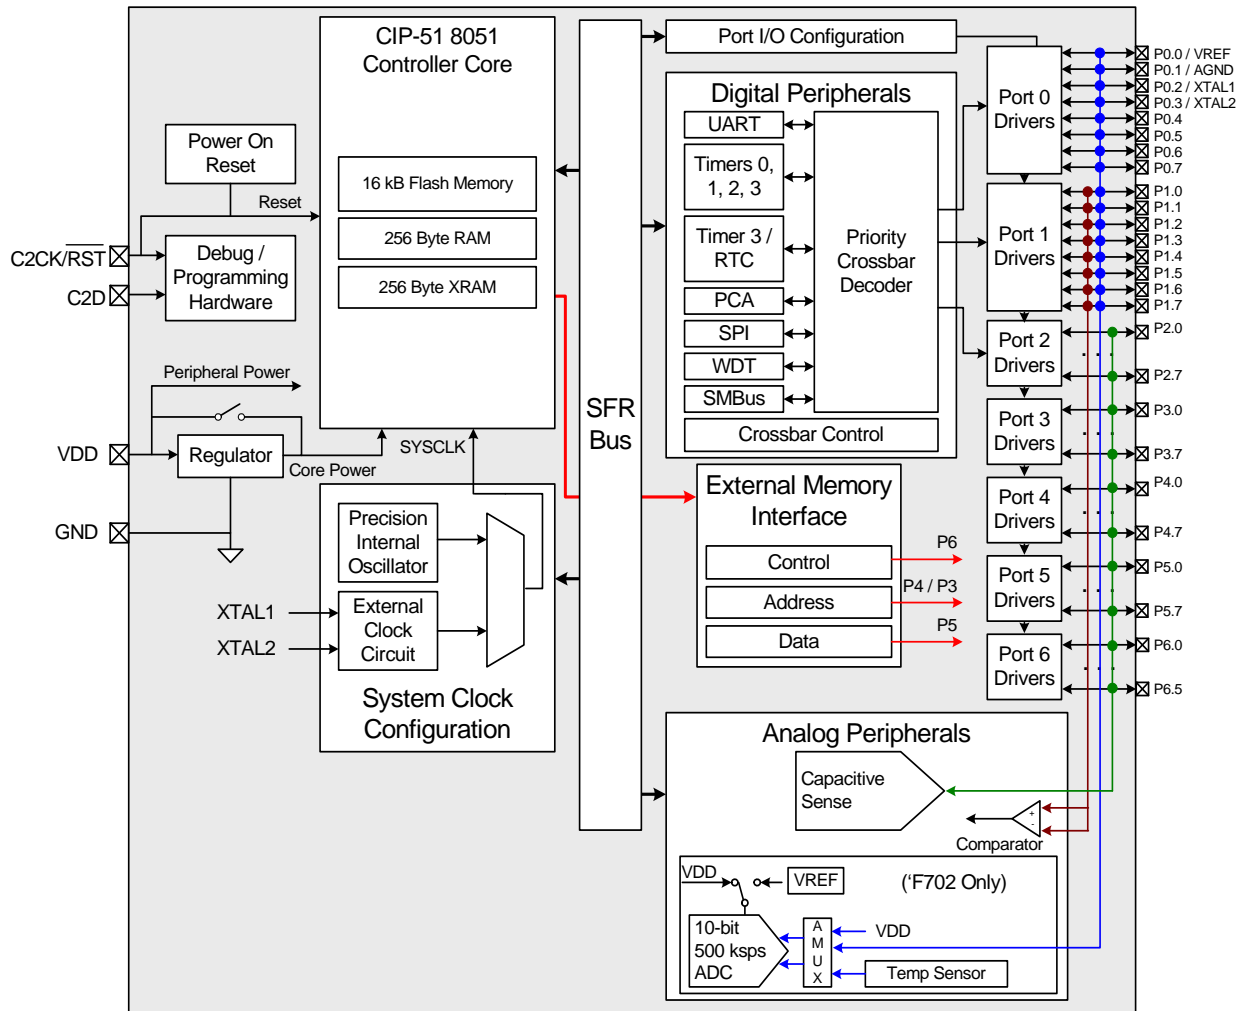 CIP-51 8051
Controller Core
16 kB Flash Memory
256 Byte RAM
256 Byte XRAM
Power On
Reset
Reset
C2CK/RST
C2D
Debug /
Programming
Hardware
Peripheral Power
VDD
Regulator
Core Power
GND
SYSCLK
Precision
Internal
Oscillator
External
Clock
Circuit
XTAL1
XTAL2
System Clock
Configuration
SFR
Bus
Port I/O Configuration
Digital Peripherals
UART
Timers 0,
1, 2, 3
Timer 3 /
RTC
PCA
SPI
WDT
SMBus
Priority
Crossbar
Decoder
Crossbar Control
External Memory
Interface
Control
Address
Data
P6
P4 / P3
P5
Port 0
Drivers
Port 1
Drivers
Port 2
Drivers
Port 3
Drivers
Port 4
Drivers
Port 5
Drivers
Port 6
Drivers
P0.0 / VREF
P0.1 / AGND
P0.2 / XTAL1
P0.3 / XTAL2
P0.4
P0.5
P0.6
P0.7
P1.0
P1.1
P1.2
P1.3
P1.4
P1.5
P1.6
P1.7
P2.0
. . .
P2.7
P3.0
. . .
P3.7
P4.0
. . .
P4.7
P5.0
. . .
P5.7
P6.0
. . .
P6.5
Analog Peripherals
Capacitive
Sense
+
-
Comparator
VDD
VREF
('F702 Only)
10-bit
500 ksps
ADC
A
M
U
X
VDD
Temp Sensor